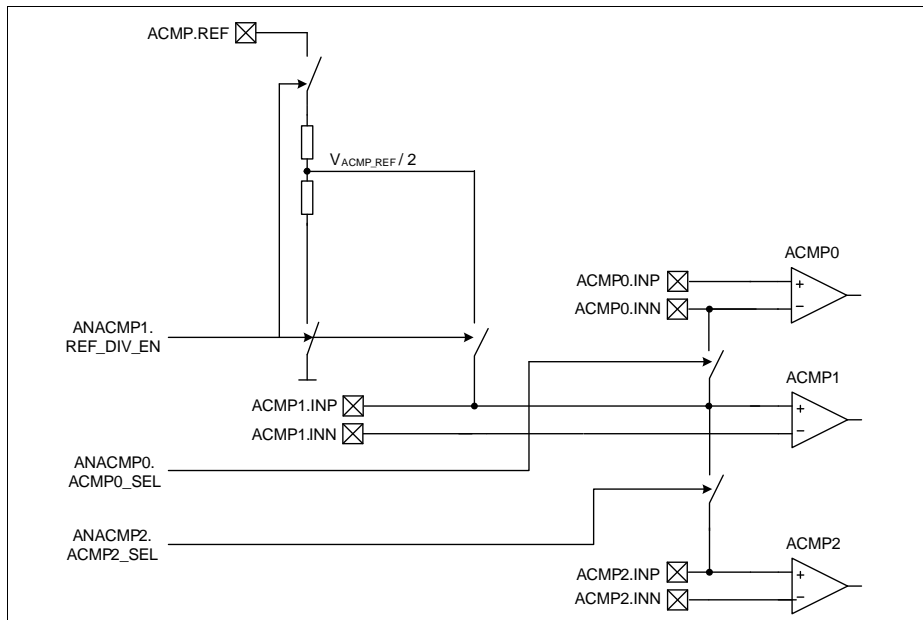 ACMP.REF
VACMP_REF / 2
ACMP0
ACMP0.INP
+
ACMP0.INN
−
ANACMP1.
REF_DIV_EN
ACMP1
ACMP1.INP
+
ACMP1.INN
−
ANACMP0.
ACMP0_SEL
ANACMP2.
ACMP2_SEL
ACMP2
ACMP2.INP
+
ACMP2.INN
−